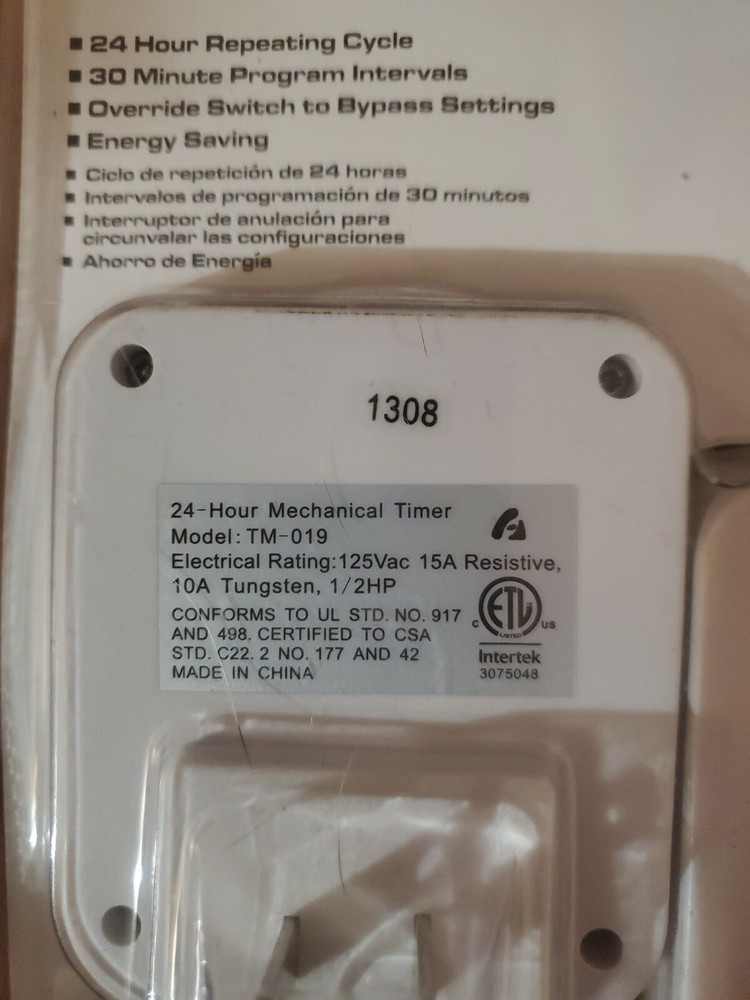 24 Hour Repeating Cycle
30 Minute Program Intervals
Override Switch to Bypass Settings
Energy Saving
Ciclo de repetición de 24 horas
Intervalos de programación de 30 minutos
Interruptor de anulación para
circunvalar las configuraciones
Ahorro de Energía
1308
24-Hour Mechanical Timer
Model: TM-019
Electrical Rating:125Vac 15A Resistive,
10A Tungsten, 1/2HP
CONFORMS TO UL STD. NO. 917
AND 498. CERTIFIED TO CSA
STD. C22. 2 NO. 177 AND 42
MADE IN CHINA
c ETL us
LISTED
Intertek
3075048